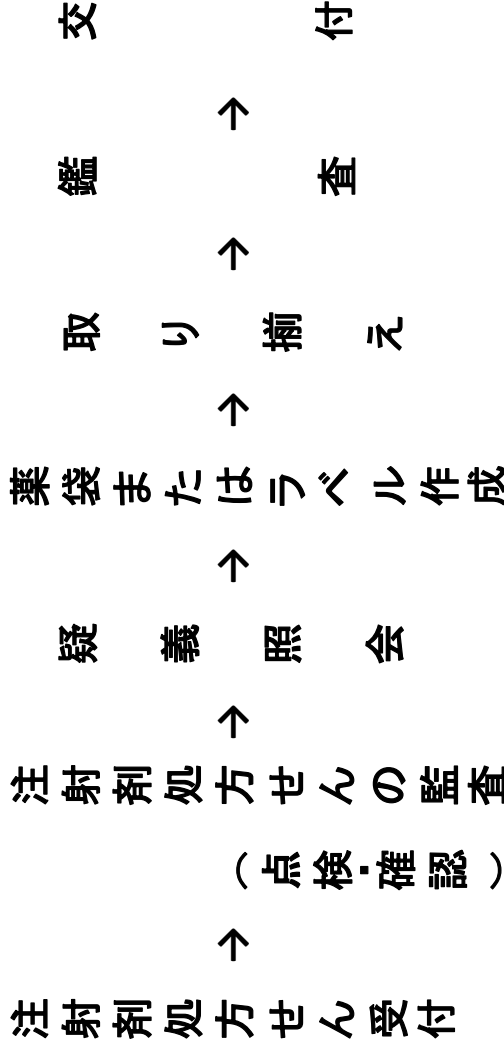 注射剤処方せん受付
注射剤処方せんの監査
（点検・確認）
疑義照会
薬袋またはラベル作成
取り揃え
鑑査
交付